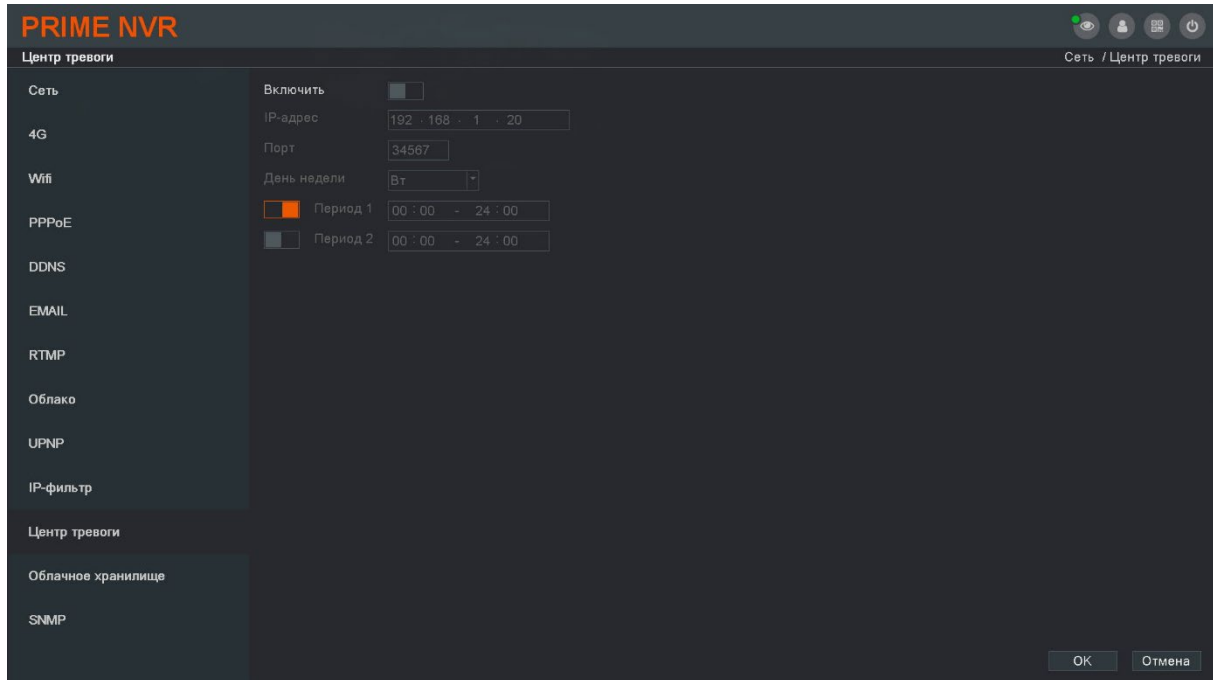 PRIME NVR
Центр тревоги
Сеть / Центр тревоги
Сеть
4G
Wifi
PPPoE
DDNS
EMAIL
RTMP
Облако
UPNP
IP-фильтр
Центр тревоги
Облачное хранилище
SNMP
Включить
IP-адрес 192 . 168 . 1 . 20
Порт 34567
День недели Вт
Период 1 00 : 00 - 24 : 00
Период 2 00 : 00 - 24 : 00
OK Отмена